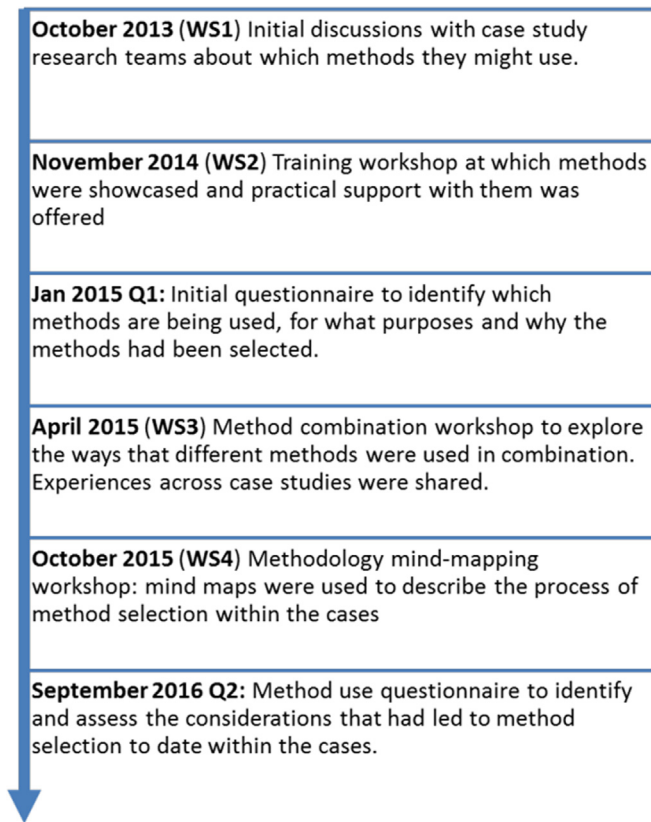 October 2013 (WS1) Initial discussions with case study
research teams about which methods they might use.
November 2014 (WS2) Training workshop at which methods
were showcased and practical support with them was
offered
Jan 2015 Q1: Initial questionnaire to identify which
methods are being used, for what purposes and why the
methods had been selected.
April 2015 (WS3) Method combination workshop to explore
the ways that different methods were used in combination.
Experiences across case studies were shared.
October 2015 (WS4) Methodology mind-mapping
workshop: mind maps were used to describe the process of
method selection within the cases
September 2016 Q2: Method use questionnaire to identify
and assess the considerations that had led to method
selection to date within the cases.